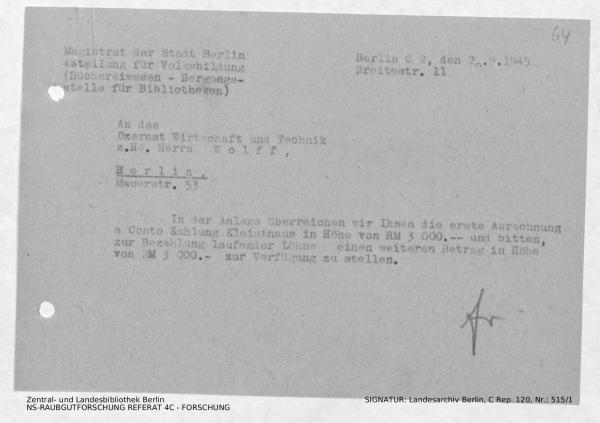 64
Magistrat der Stadt Berlin
Abteilung für Volksbildung
(Büchereiwesen - Bergungs-
stelle für Bibliotheken)
Berlin C 2, den 2 .9.1945
Breitestr. 11
An das
Dzernat Wirtschaft und Technik
z.Hd. Herrn W o l f f ,
B e r l i n ,
Mauerstr. 53
In der Anlage überreichen wir Ihnen die erste Abrechnung
a Conto Zahlung Kleisthaus in Höhe von RM 3 000.-- und bitten,
zur Bezahlung laufender Löhne einen weiteren Betrag in Höhe
von RM 3 000.- zur Verfügung zu stellen.
Zentral- und Landesbibliothek Berlin
NS-RAUBGUTFORSCHUNG REFERAT 4C - FORSCHUNG
SIGNATUR: Landesarchiv Berlin, C Rep. 120, Nr.: 515/1